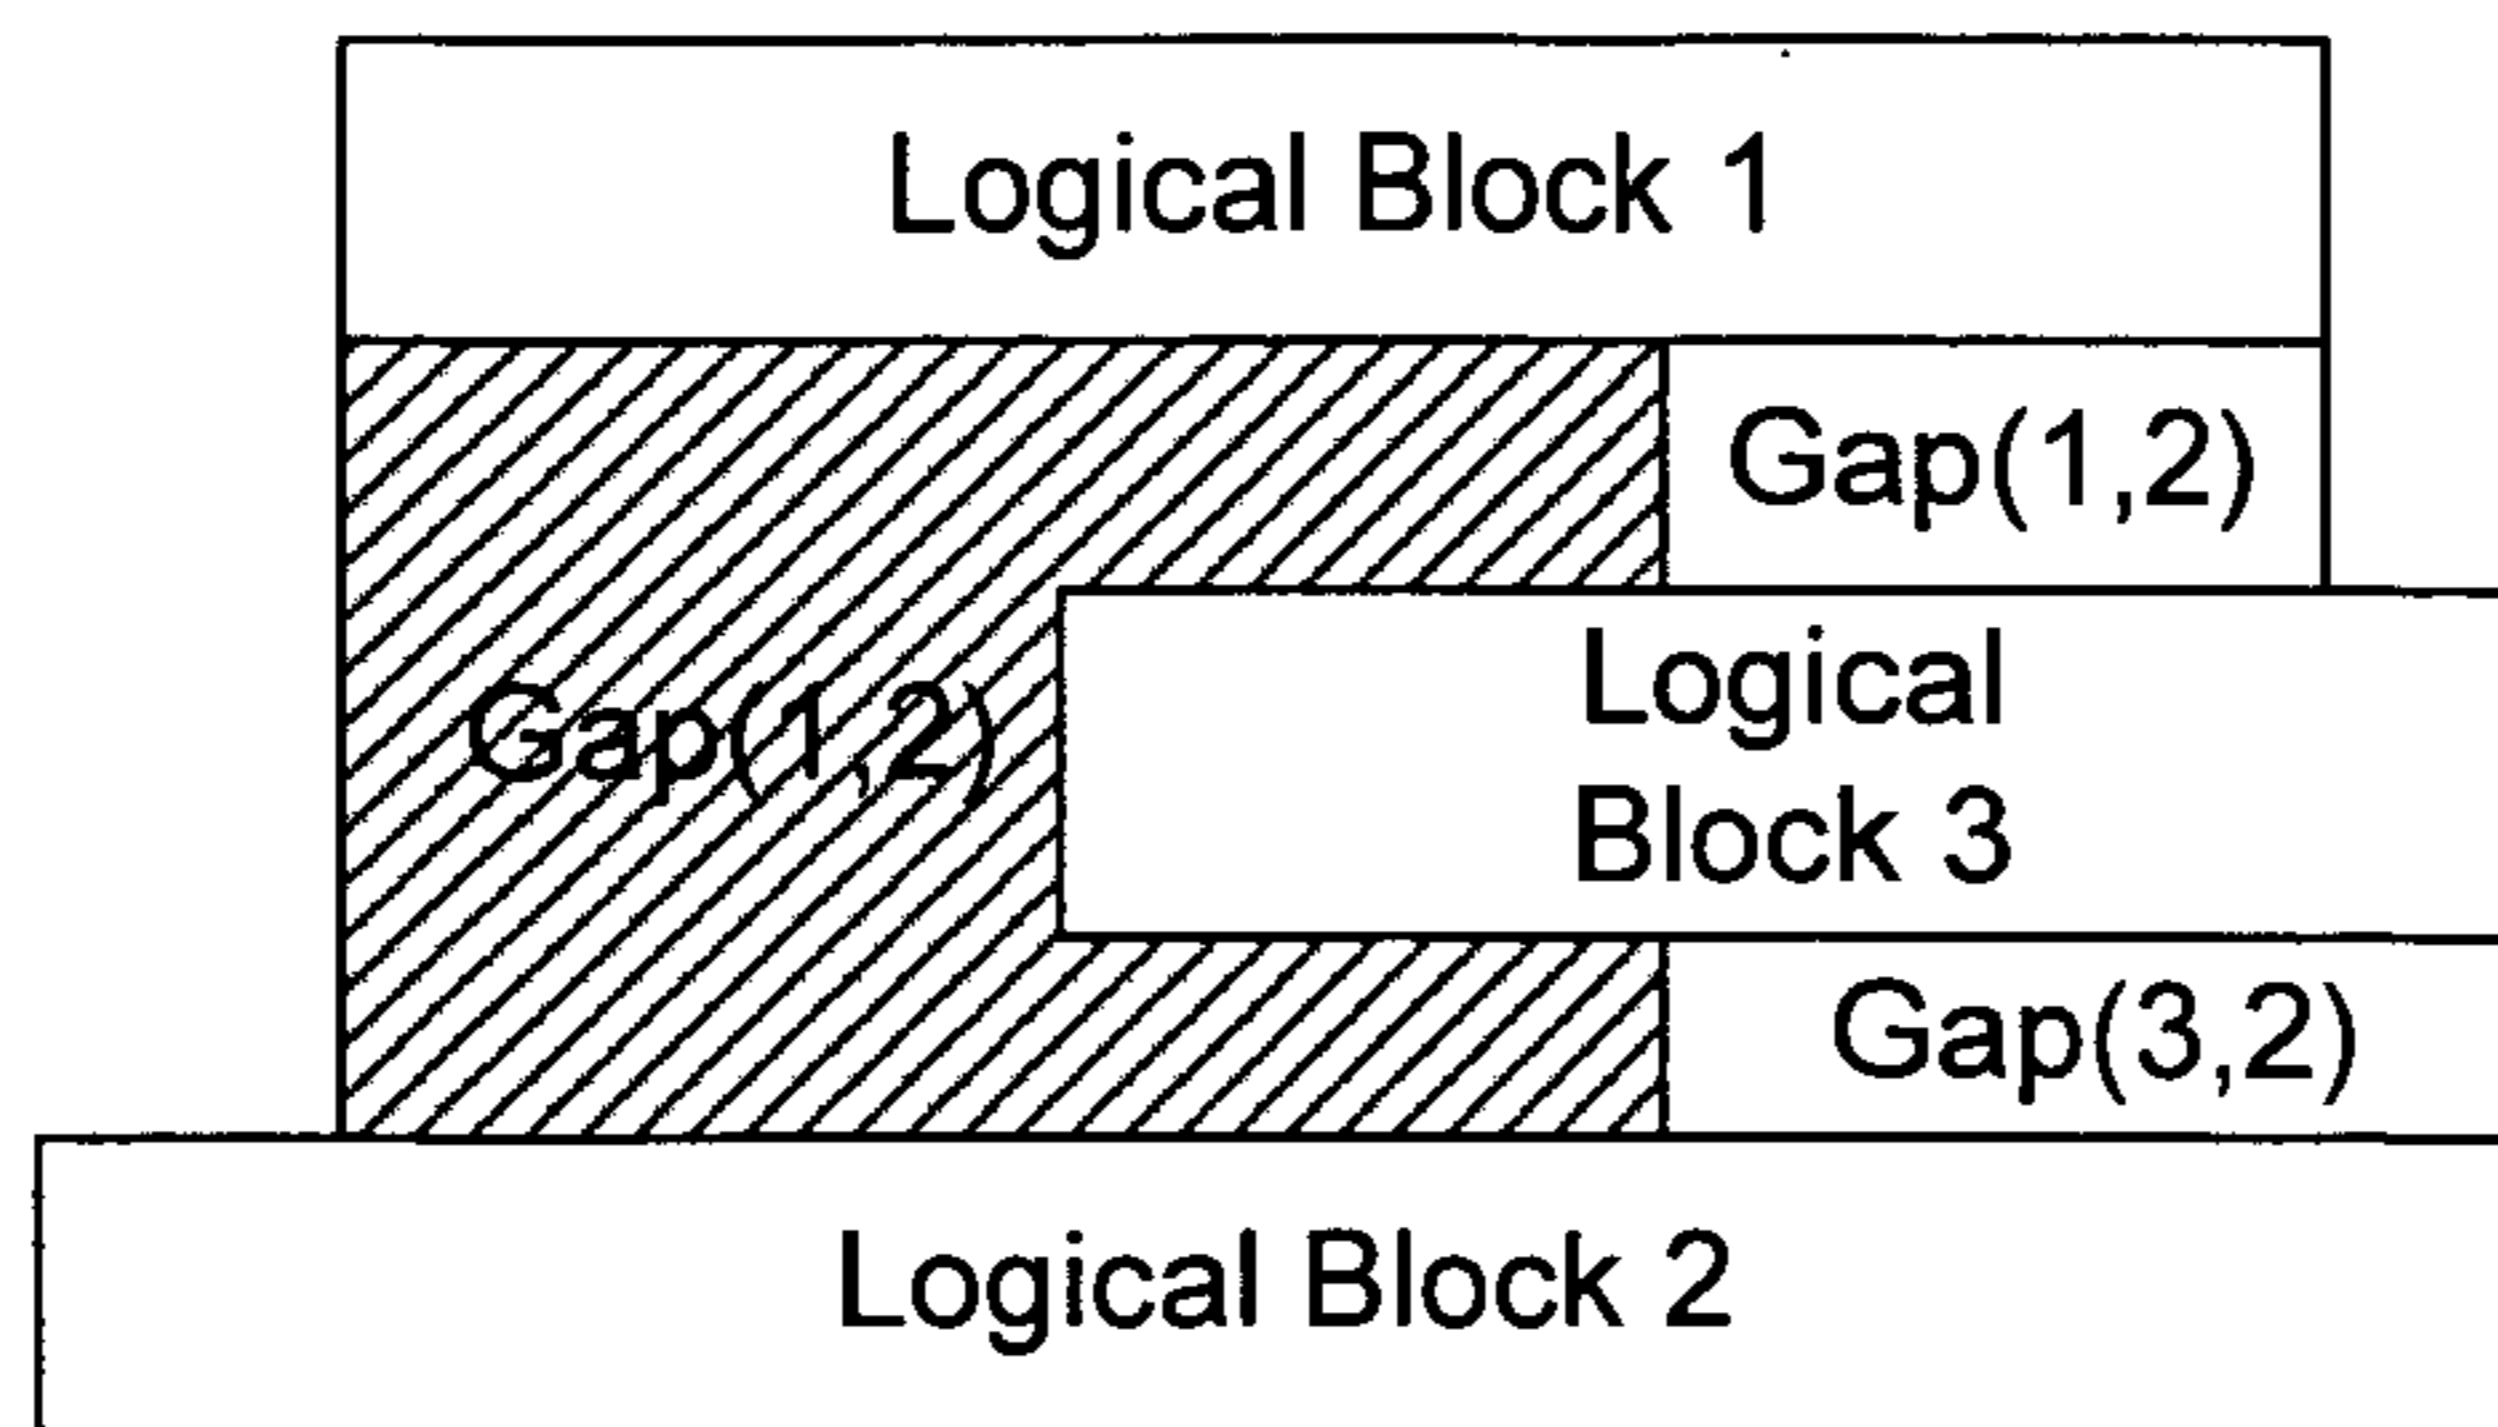 Logical Block 1
Gap(1,2)
Logical
Block 3
Gap(1,2)
Gap(3,2)
Logical Block 2